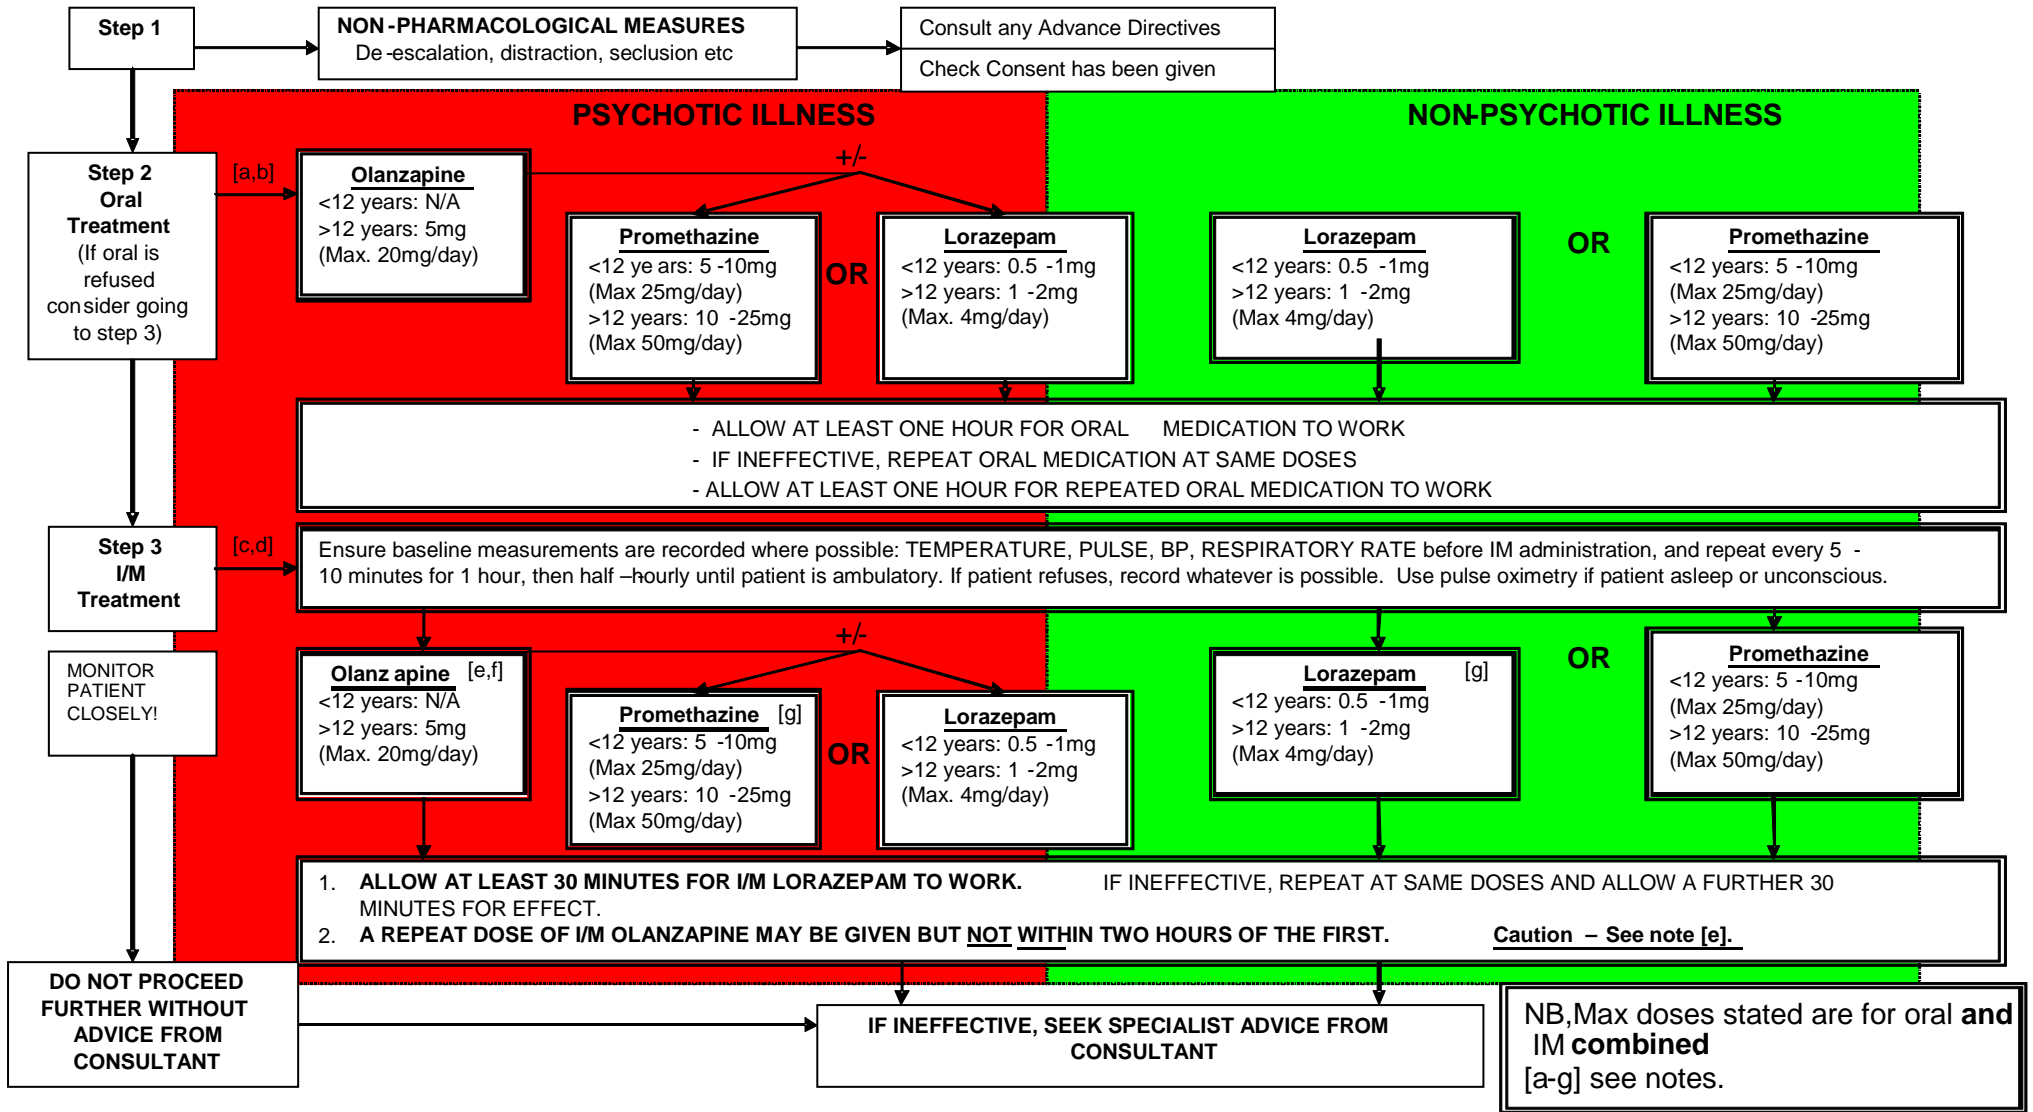 Step 1
NON-PHARMACOLOGICAL MEASURES
De-escalation, distraction, seclusion etc
Consult any Advance Directives
Check Consent has been given
PSYCHOTIC ILLNESS
NON-PSYCHOTIC ILLNESS
Step 2
Oral
Treatment
(If oral is
refused
consider going
to step 3)
[a,b]
Olanzapine
<12 years: N/A
>12 years: 5mg
(Max. 20mg/day)
+/-
Promethazine
<12 ye ars: 5 -10mg
(Max 25mg/day)
>12 years: 10 -25mg
(Max 50mg/day)
OR
Lorazepam
<12 years: 0.5 -1mg
>12 years: 1 -2mg
(Max. 4mg/day)
Lorazepam
<12 years: 0.5 -1mg
>12 years: 1 -2mg
(Max 4mg/day)
OR
Promethazine
<12 years: 5 -10mg
(Max 25mg/day)
>12 years: 10 -25mg
(Max 50mg/day)
- ALLOW AT LEAST ONE HOUR FOR ORAL MEDICATION TO WORK
- IF INEFFECTIVE, REPEAT ORAL MEDICATION AT SAME DOSES
- ALLOW AT LEAST ONE HOUR FOR REPEATED ORAL MEDICATION TO WORK
Step 3
I/M
Treatment
[c,d]
Ensure baseline measurements are recorded where possible: TEMPERATURE, PULSE, BP, RESPIRATORY RATE before IM administration, and repeat every 5 -
10 minutes for 1 hour, then half –hourly until patient is ambulatory. If patient refuses, record whatever is possible. Use pulse oximetry if patient asleep or unconscious.
MONITOR
PATIENT
CLOSELY!
Olanz apine [e,f]
<12 years: N/A
>12 years: 5mg
(Max. 20mg/day)
+/-
Promethazine [g]
<12 years: 5 -10mg
(Max 25mg/day)
>12 years: 10 -25mg
(Max 50mg/day)
OR
Lorazepam
<12 years: 0.5 -1mg
>12 years: 1 -2mg
(Max. 4mg/day)
Lorazepam [g]
<12 years: 0.5 -1mg
>12 years: 1 -2mg
(Max 4mg/day)
OR
Promethazine
<12 years: 5 -10mg
(Max 25mg/day)
>12 years: 10 -25mg
(Max 50mg/day)
1. ALLOW AT LEAST 30 MINUTES FOR I/M LORAZEPAM TO WORK. IF INEFFECTIVE, REPEAT AT SAME DOSES AND ALLOW A FURTHER 30
MINUTES FOR EFFECT.
2. A REPEAT DOSE OF I/M OLANZAPINE MAY BE GIVEN BUT NOT WITHIN TWO HOURS OF THE FIRST. Caution – See note [e].
DO NOT PROCEED
FURTHER WITHOUT
ADVICE FROM
CONSULTANT
IF INEFFECTIVE, SEEK SPECIALIST ADVICE FROM
CONSULTANT
NB,Max doses stated are for oral and
IM combined
[a-g] see notes.